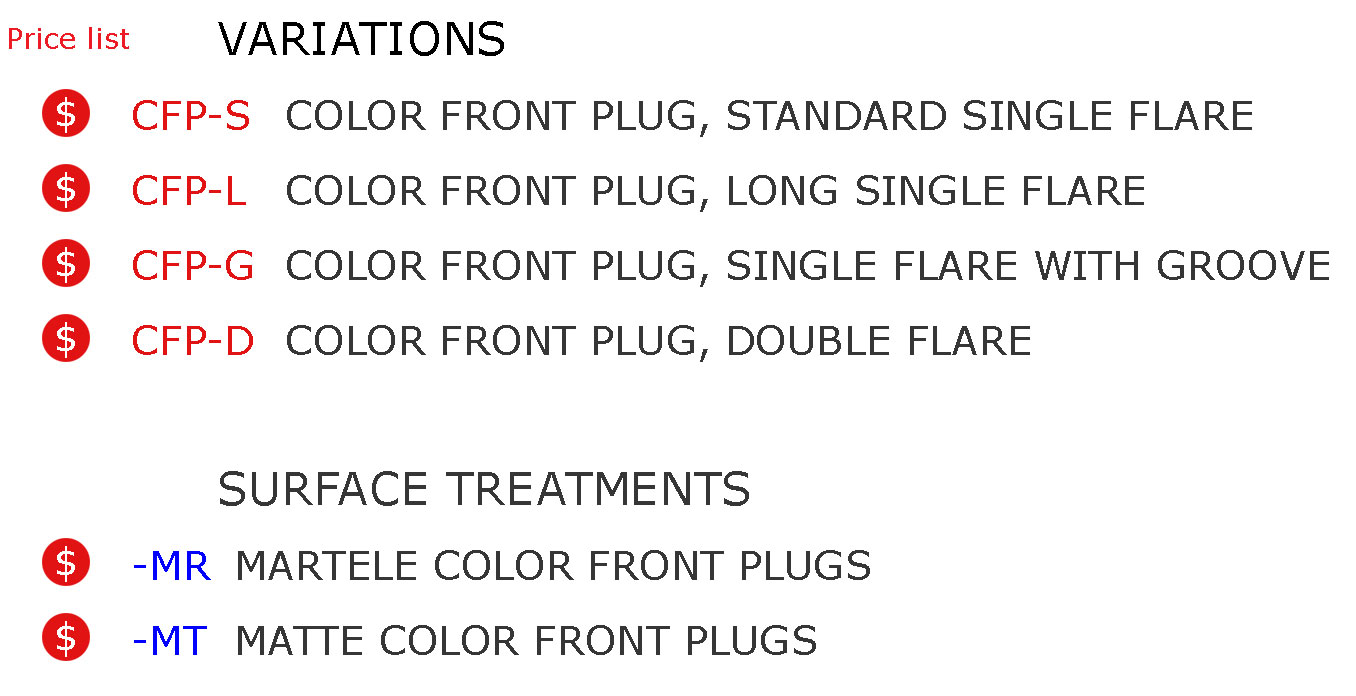 Price list VARIATIONS
$ CFP-S COLOR FRONT PLUG, STANDARD SINGLE FLARE
$ CFP-L COLOR FRONT PLUG, LONG SINGLE FLARE
$ CFP-G COLOR FRONT PLUG, SINGLE FLARE WITH GROOVE
$ CFP-D COLOR FRONT PLUG, DOUBLE FLARE
SURFACE TREATMENTS
$ -MR MARTELE COLOR FRONT PLUGS
$ -MT MATTE COLOR FRONT PLUGS